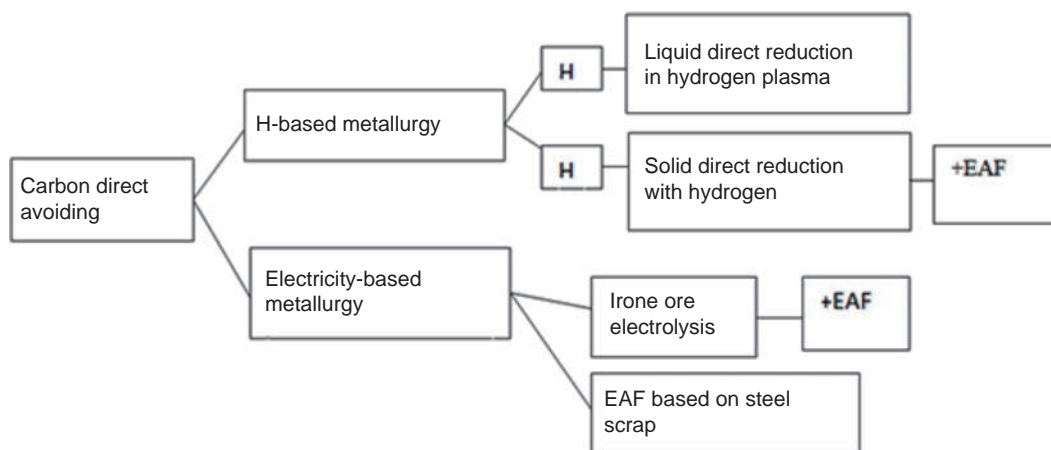 Carbon direct
avoiding
H-based metallurgy
H
Liquid direct reduction
in hydrogen plasma
H
Solid direct reduction
with hydrogen
+EAF
Electricity-based
metallurgy
Irone ore
electrolysis
+EAF
EAF based on steel
scrap